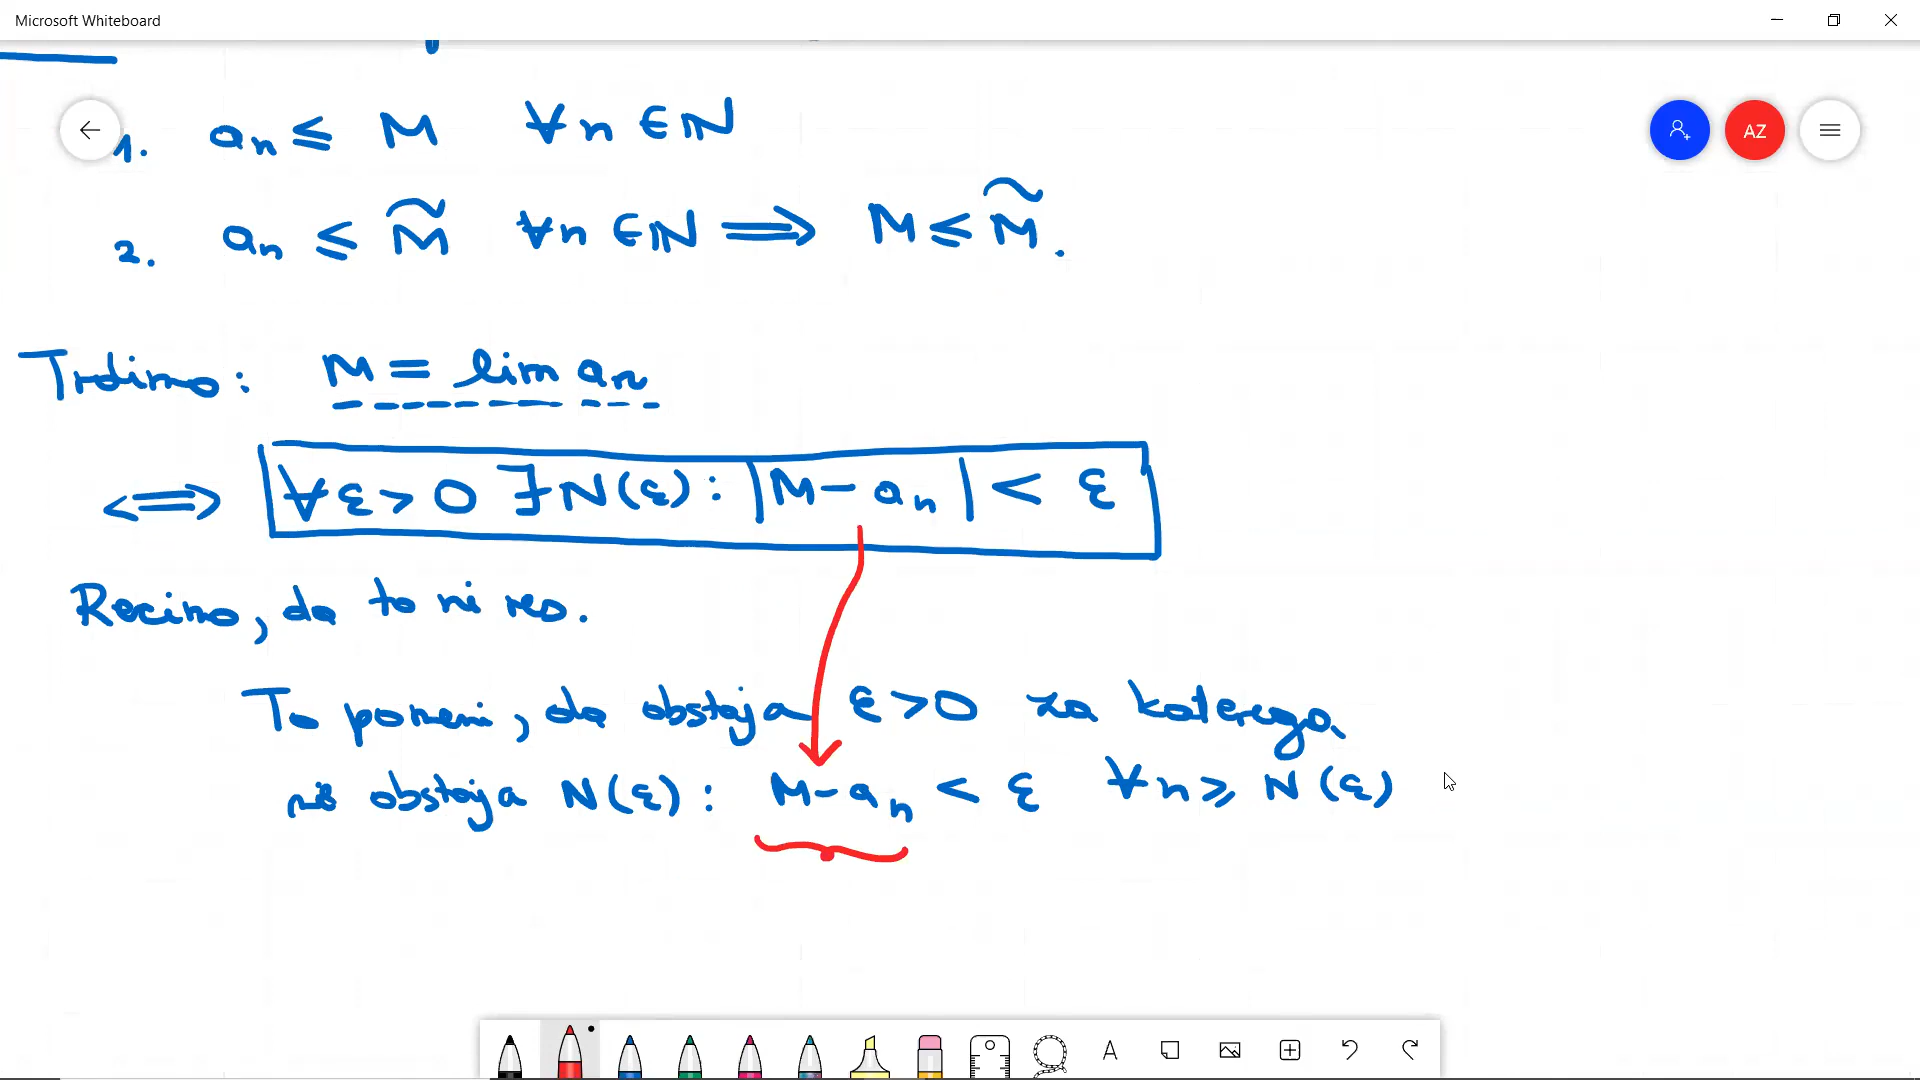 Microsoft Whiteboard
AZ
1. aₙ ≤ M ∀n ∈ ℕ
2. aₙ ≤ M̃ ∀n ∈ ℕ ⟹ M ≤ M̃.
Trdimo: M = lim aₙ
⟺ ∀ε > 0 ∃N(ε): |M - aₙ| < ε
Recimo, da to ni res.
To pomeni, da obstaja ε > 0 za katerega
ne obstaja N(ε): M - aₙ < ε ∀n ≥ N(ε)
A